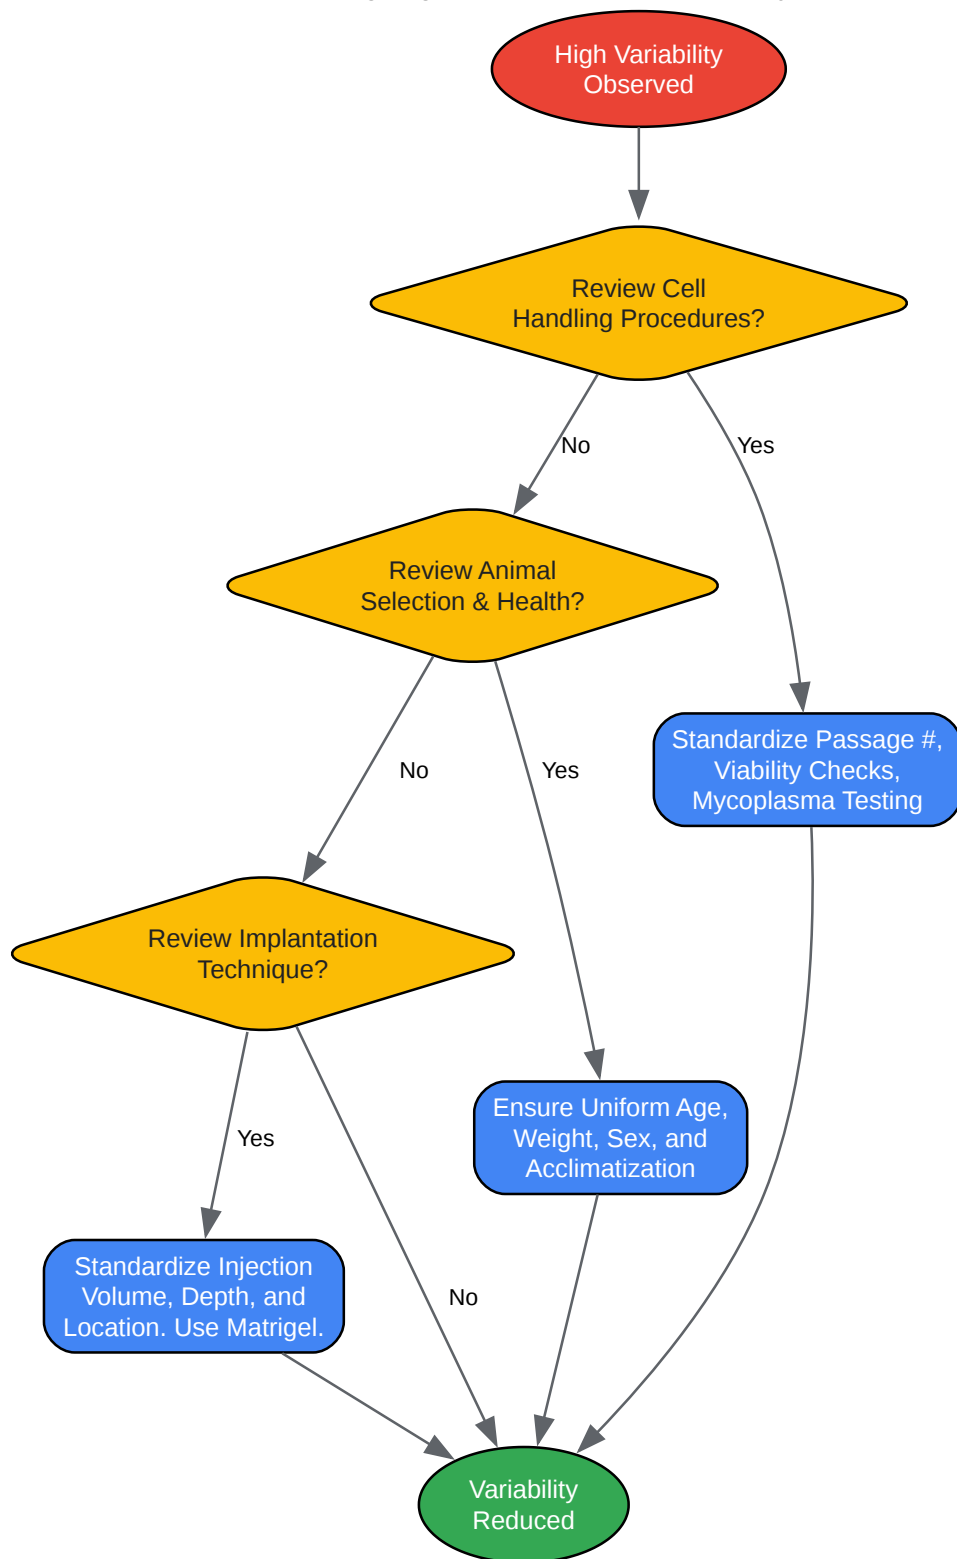 High Variability
Observed
Review Cell
Handling Procedures?
No
Yes
Review Animal
Selection & Health?
No
Yes
Standardize Passage #,
Viability Checks,
Mycoplasma Testing
Review Implantation
Technique?
Yes
No
Ensure Uniform Age,
Weight, Sex, and
Acclimatization
Standardize Injection
Volume, Depth, and
Location. Use Matrigel.
Variability
Reduced